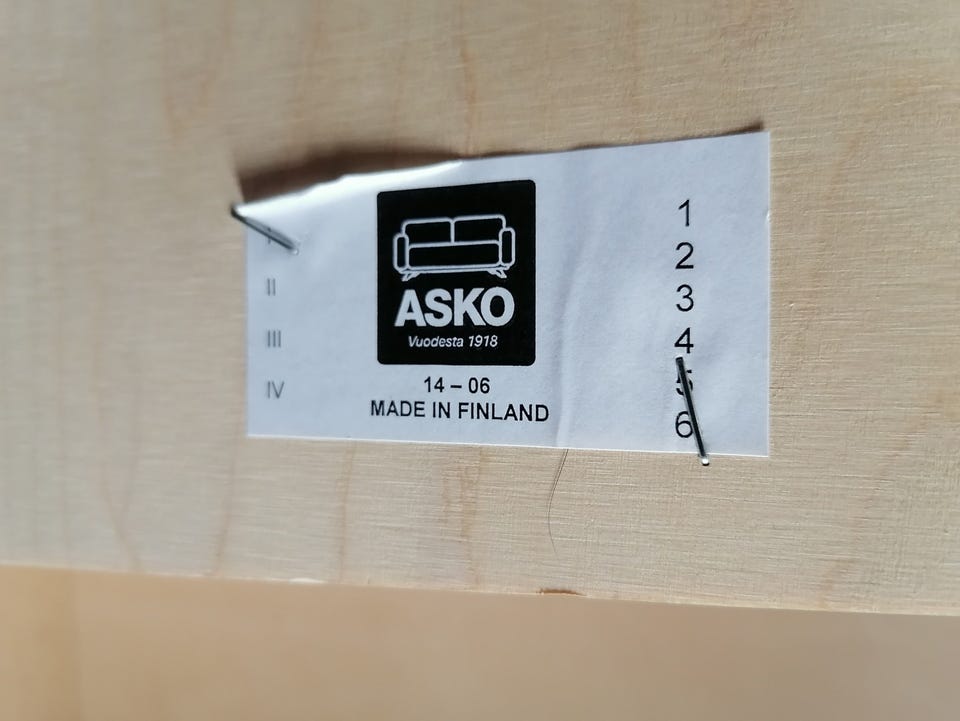 I
II
III
IV
ASKO
Vuodesta 1918
14 – 06
MADE IN FINLAND
1
2
3
4
5
6